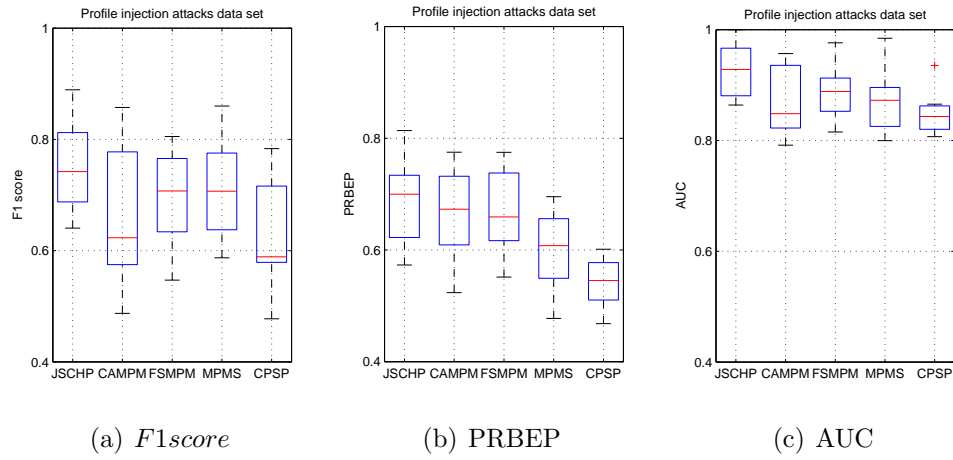 Profile injection attacks data set
1
0.8
0.6
0.4
F1 score
JSCHP CAMPM FSMPM MPMS CPSP
(a) F1score
Profile injection attacks data set
1
0.8
0.6
0.4
PRBEP
JSCHP CAMPM FSMPM MPMS CPSP
(b) PRBEP
Profile injection attacks data set
1
0.8
0.6
0.4
AUC
JSCHP CAMPM FSMPM MPMS CPSP
(c) AUC